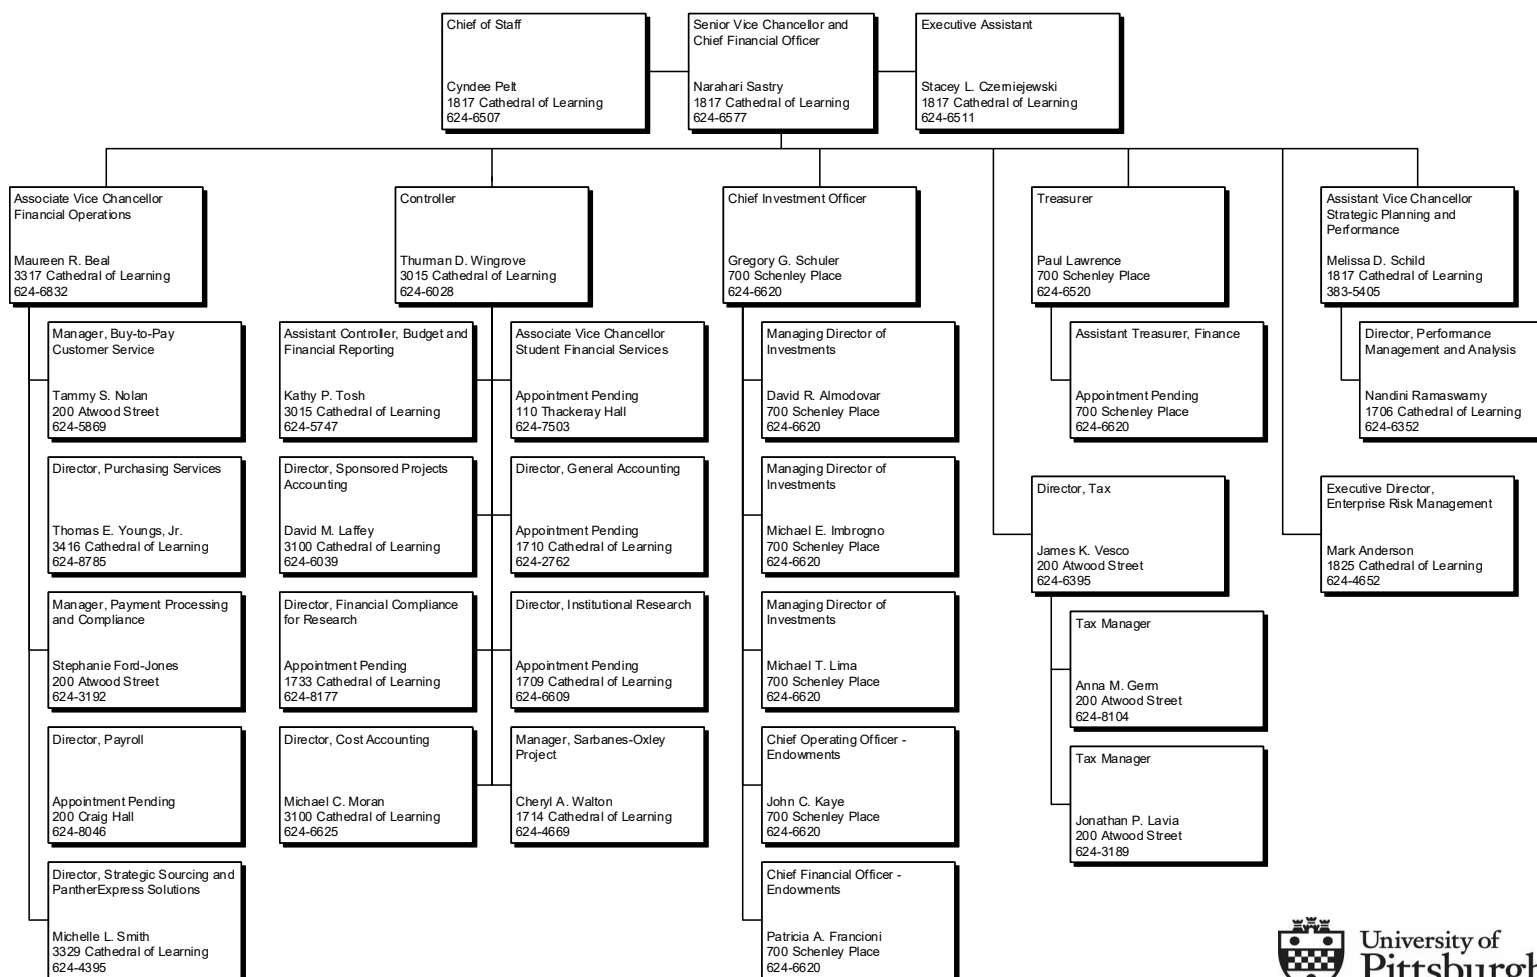 Chief of Staff
Cyndee Pelt
1817 Cathedral of Learning
624-6507
Senior Vice Chancellor and
Chief Financial Officer
Narahari Sastry
1817 Cathedral of Learning
624-6577
Executive Assistant
Stacey L. Czerniejewski
1817 Cathedral of Learning
624-6511
Associate Vice Chancellor
Financial Operations
Maureen R. Beal
3317 Cathedral of Learning
624-6832
Controller
Thurman D. Wingrove
3015 Cathedral of Learning
624-6028
Chief Investment Officer
Gregory G. Schuler
700 Schenley Place
624-6620
Treasurer
Paul Lawrence
700 Schenley Place
624-6520
Assistant Vice Chancellor
Strategic Planning and
Performance
Melissa D. Schild
1817 Cathedral of Learning
383-5405
Manager, Buy-to-Pay
Customer Service
Tammy S. Nolan
200 Atwood Street
624-5869
Assistant Controller, Budget and
Financial Reporting
Kathy P. Tosh
3015 Cathedral of Learning
624-5747
Associate Vice Chancellor
Student Financial Services
Appointment Pending
110 Thackeray Hall
624-7503
Managing Director of
Investments
David R. Almodovar
700 Schenley Place
624-6620
Assistant Treasurer, Finance
Appointment Pending
700 Schenley Place
624-6620
Director, Performance
Management and Analysis
Nandini Ramaswamy
1706 Cathedral of Learning
624-6352
Director, Purchasing Services
Thomas E. Youngs, Jr.
3416 Cathedral of Learning
624-8785
Director, Sponsored Projects
Accounting
David M. Laffey
3100 Cathedral of Learning
624-6039
Director, General Accounting
Appointment Pending
1710 Cathedral of Learning
624-2762
Managing Director of
Investments
Michael E. Imbrogno
700 Schenley Place
624-6620
Director, Tax
James K. Vesco
200 Atwood Street
624-6395
Executive Director,
Enterprise Risk Management
Mark Anderson
1825 Cathedral of Learning
624-4652
Manager, Payment Processing
and Compliance
Stephanie Ford-Jones
200 Atwood Street
624-3192
Director, Financial Compliance
for Research
Appointment Pending
1733 Cathedral of Learning
624-8177
Director, Institutional Research
Appointment Pending
1709 Cathedral of Learning
624-6609
Managing Director of
Investments
Michael T. Lima
700 Schenley Place
624-6620
Tax Manager
Anna M. Germ
200 Atwood Street
624-8104
Director, Payroll
Appointment Pending
200 Craig Hall
624-8046
Director, Cost Accounting
Michael C. Moran
3100 Cathedral of Learning
624-6625
Manager, Sarbanes-Oxley
Project
Cheryl A. Walton
1714 Cathedral of Learning
624-4669
Chief Operating Officer -
Endowments
John C. Kaye
700 Schenley Place
624-6620
Tax Manager
Jonathan P. Lavia
200 Atwood Street
624-3189
Director, Strategic Sourcing and
PantherExpress Solutions
Michelle L. Smith
3329 Cathedral of Learning
624-4395
Chief Financial Officer -
Endowments
Patricia A. Francioni
700 Schenley Place
624-6620
University of
Pittsburgh